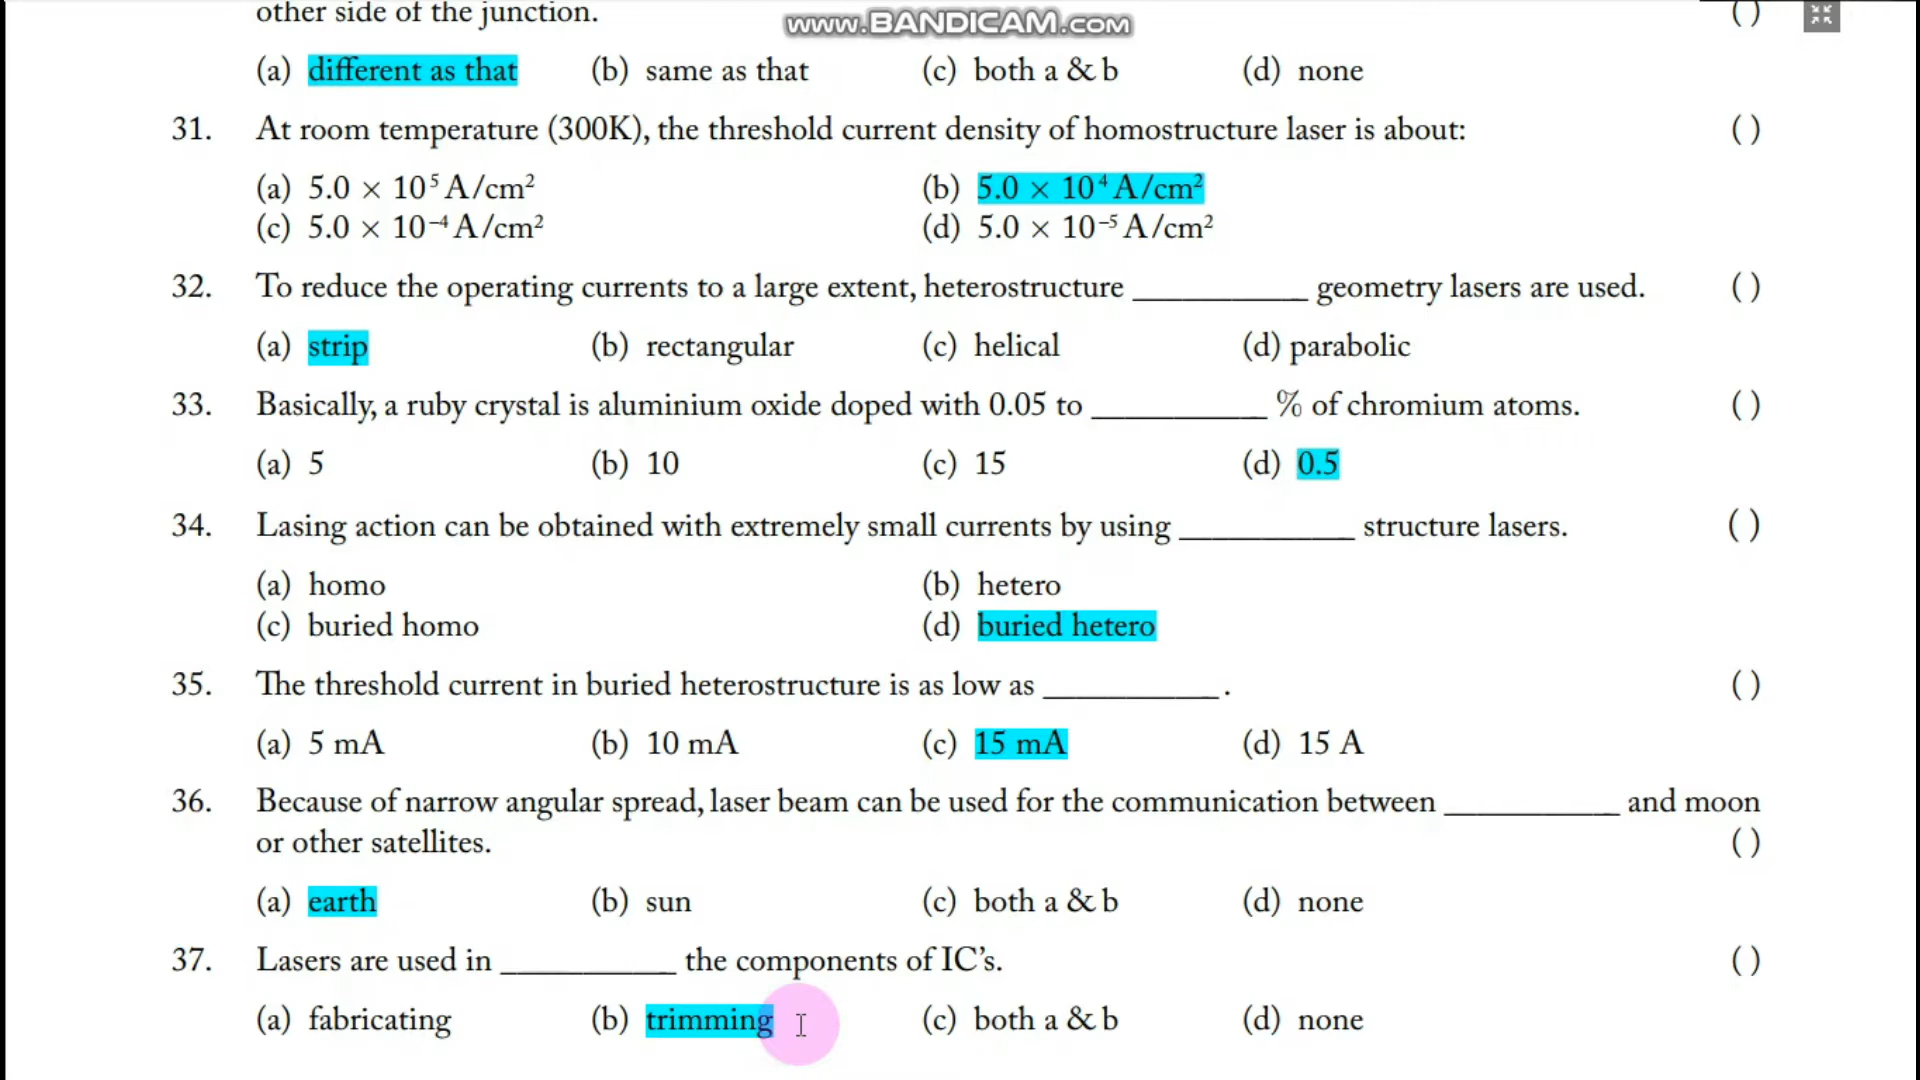 other side of the junction. ( )
www.BANDICAM.com
(a) different as that (b) same as that (c) both a & b (d) none
31. At room temperature (300K), the threshold current density of homostructure laser is about: ( )
(a) 5.0 × 10⁵ A/cm² (b) 5.0 × 10⁴ A/cm²
(c) 5.0 × 10⁻⁴ A/cm² (d) 5.0 × 10⁻⁵ A/cm²
32. To reduce the operating currents to a large extent, heterostructure __________ geometry lasers are used. ( )
(a) strip (b) rectangular (c) helical (d) parabolic
33. Basically, a ruby crystal is aluminium oxide doped with 0.05 to __________ % of chromium atoms. ( )
(a) 5 (b) 10 (c) 15 (d) 0.5
34. Lasing action can be obtained with extremely small currents by using __________ structure lasers. ( )
(a) homo (b) hetero
(c) buried homo (d) buried hetero
35. The threshold current in buried heterostructure is as low as __________ . ( )
(a) 5 mA (b) 10 mA (c) 15 mA (d) 15 A
36. Because of narrow angular spread, laser beam can be used for the communication between __________ and moon
or other satellites. ( )
(a) earth (b) sun (c) both a & b (d) none
37. Lasers are used in __________ the components of IC’s. ( )
(a) fabricating (b) trimming (c) both a & b (d) none